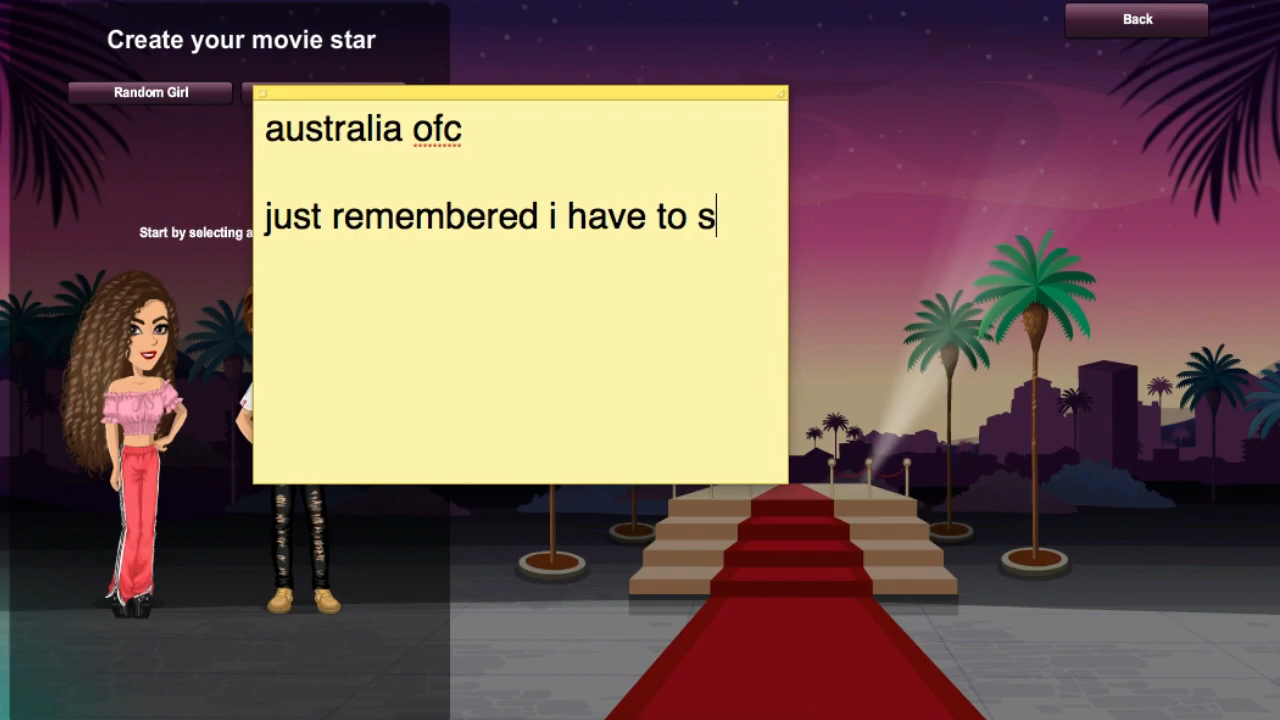 Create your movie star
Back
Random Girl
australia ofc
just remembered i have to s
Start by selecting a